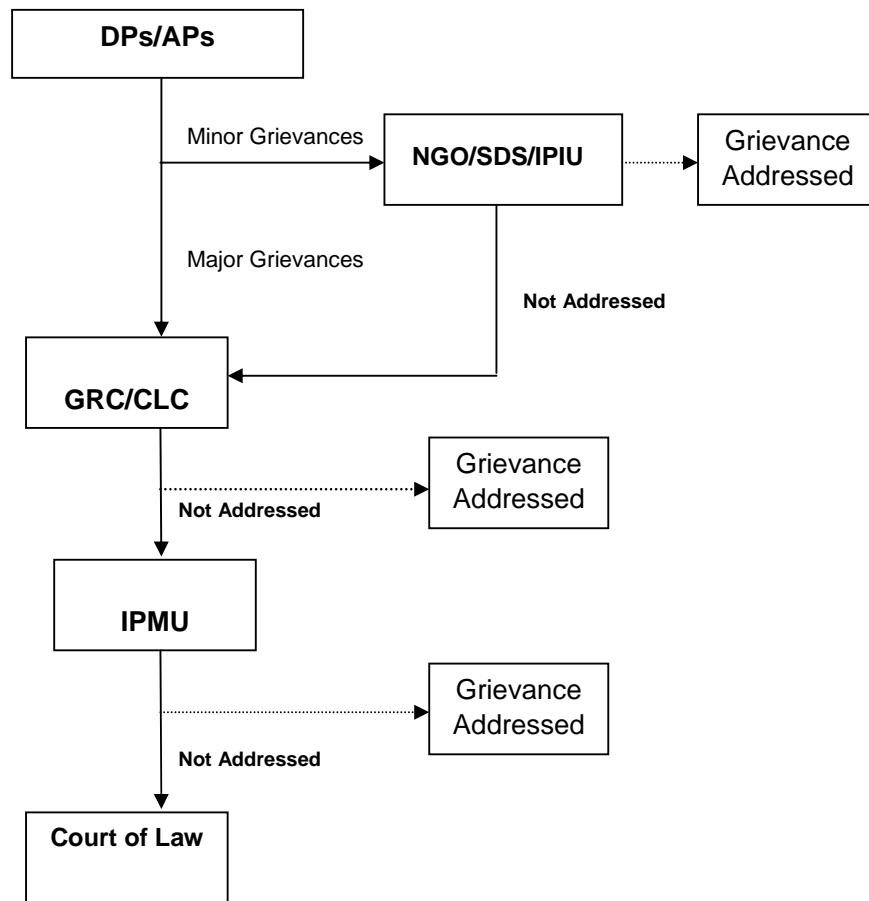 DPs/APs
Minor Grievances
NGO/SDS/IPIU
Grievance
Addressed
Major Grievances
Not Addressed
GRC/CLC
Grievance
Addressed
Not Addressed
IPMU
Grievance
Addressed
Not Addressed
Court of Law